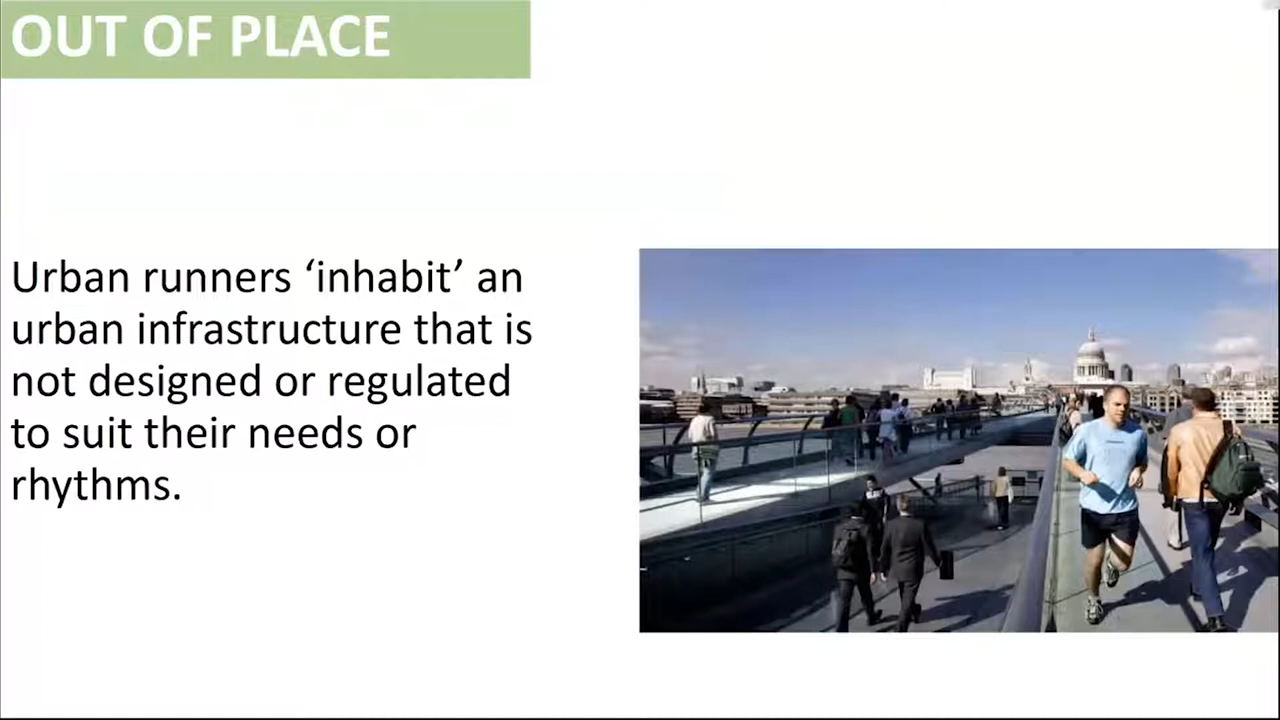 OUT OF PLACE
Urban runners ‘inhabit’ an
urban infrastructure that is
not designed or regulated
to suit their needs or
rhythms.